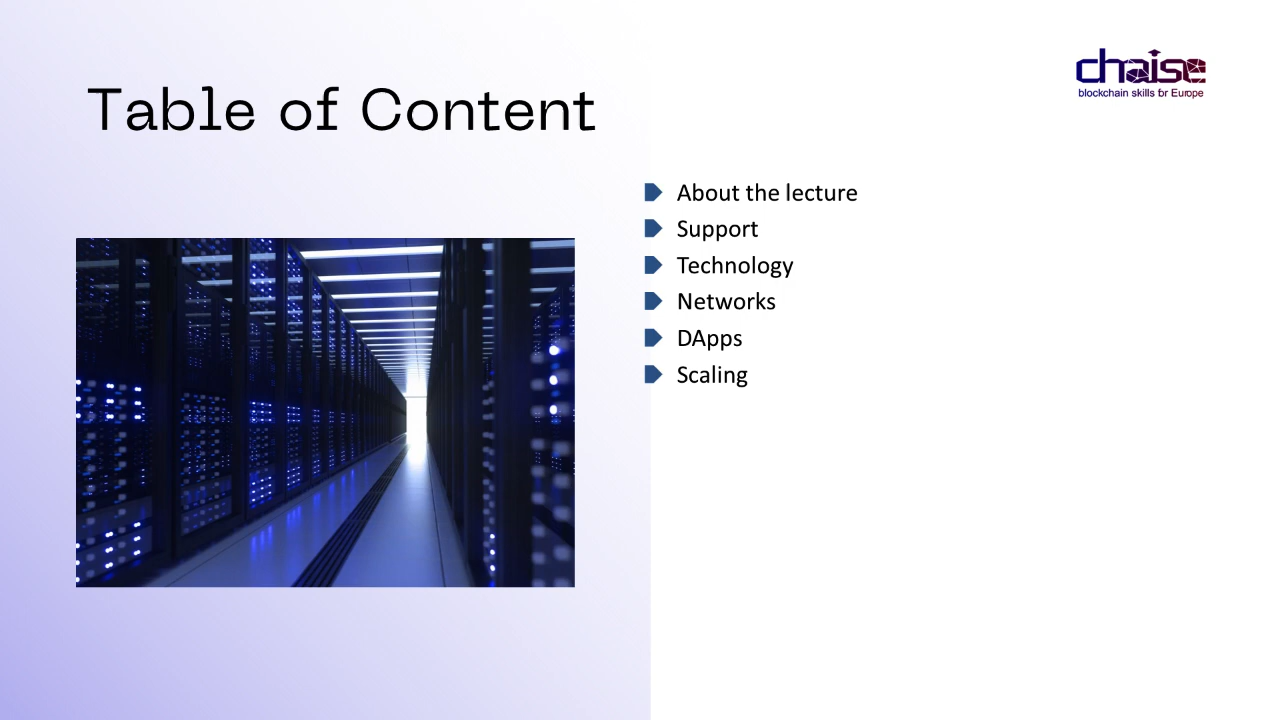 chaise
blockchain skills for Europe
Table of Content
About the lecture
Support
Technology
Networks
DApps
Scaling